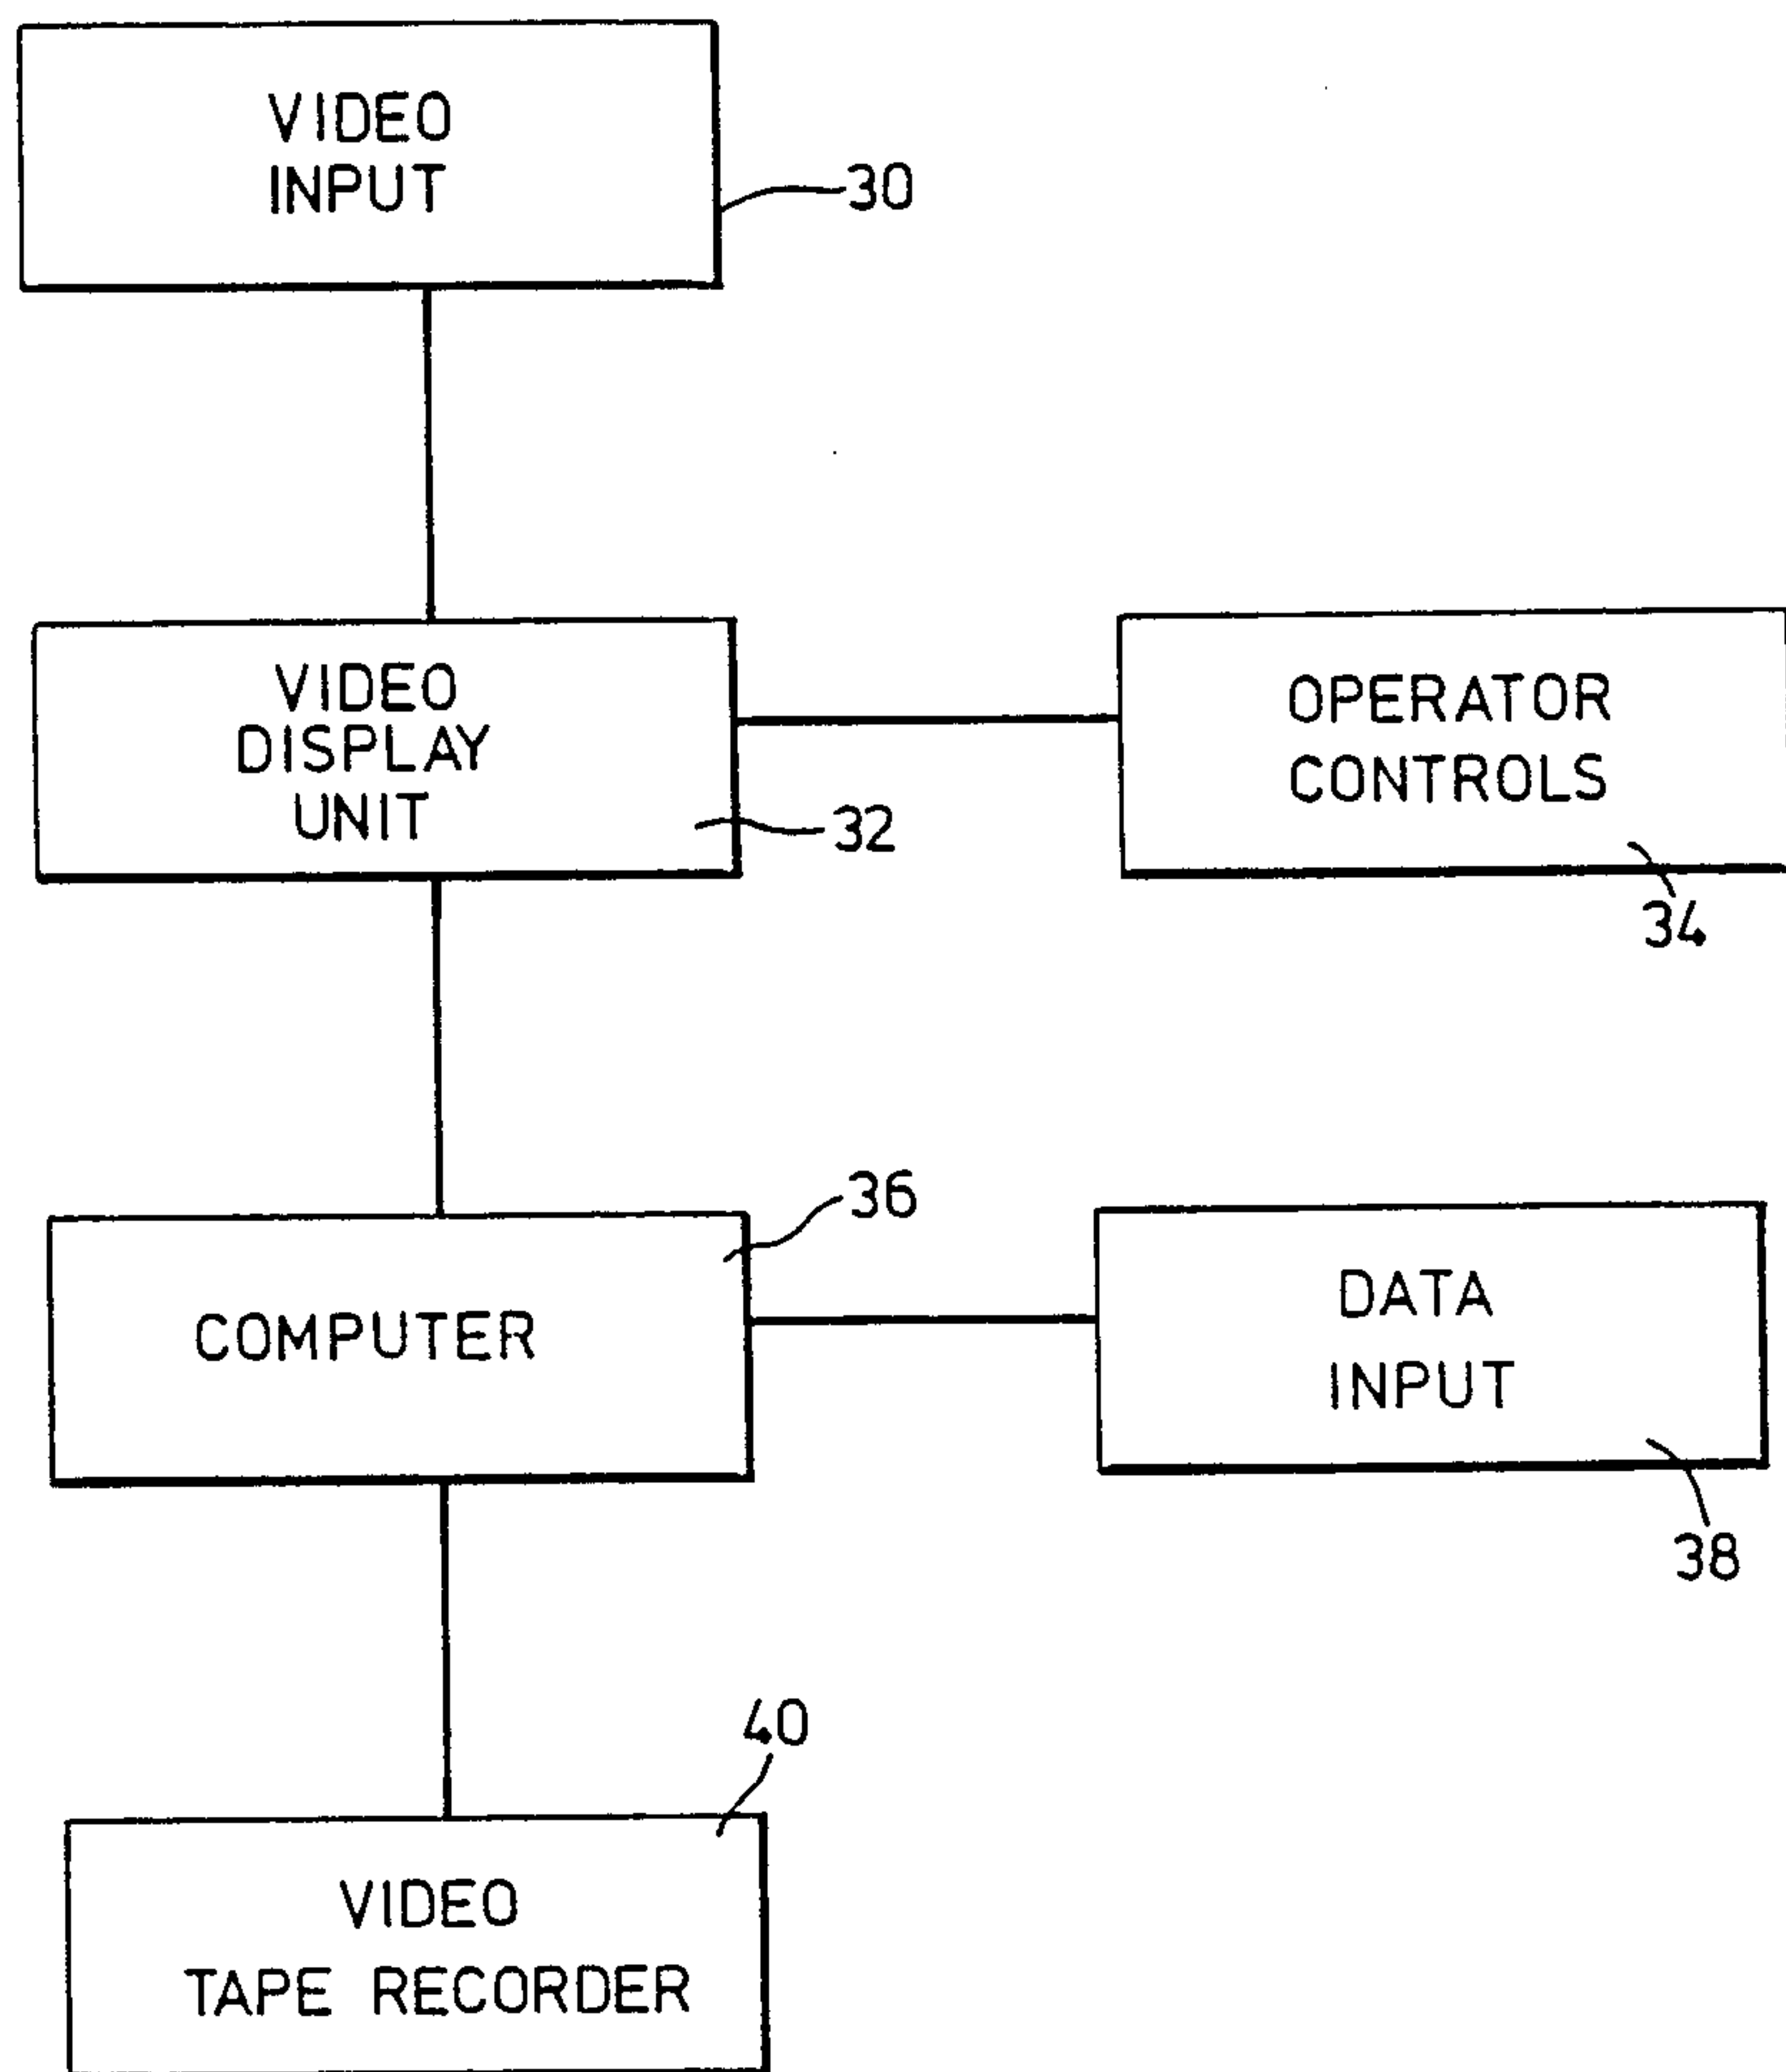 VIDEO
INPUT
30
VIDEO
DISPLAY
UNIT
32
OPERATOR
CONTROLS
34
36
COMPUTER
DATA
INPUT
38
40
VIDEO
TAPE RECORDER